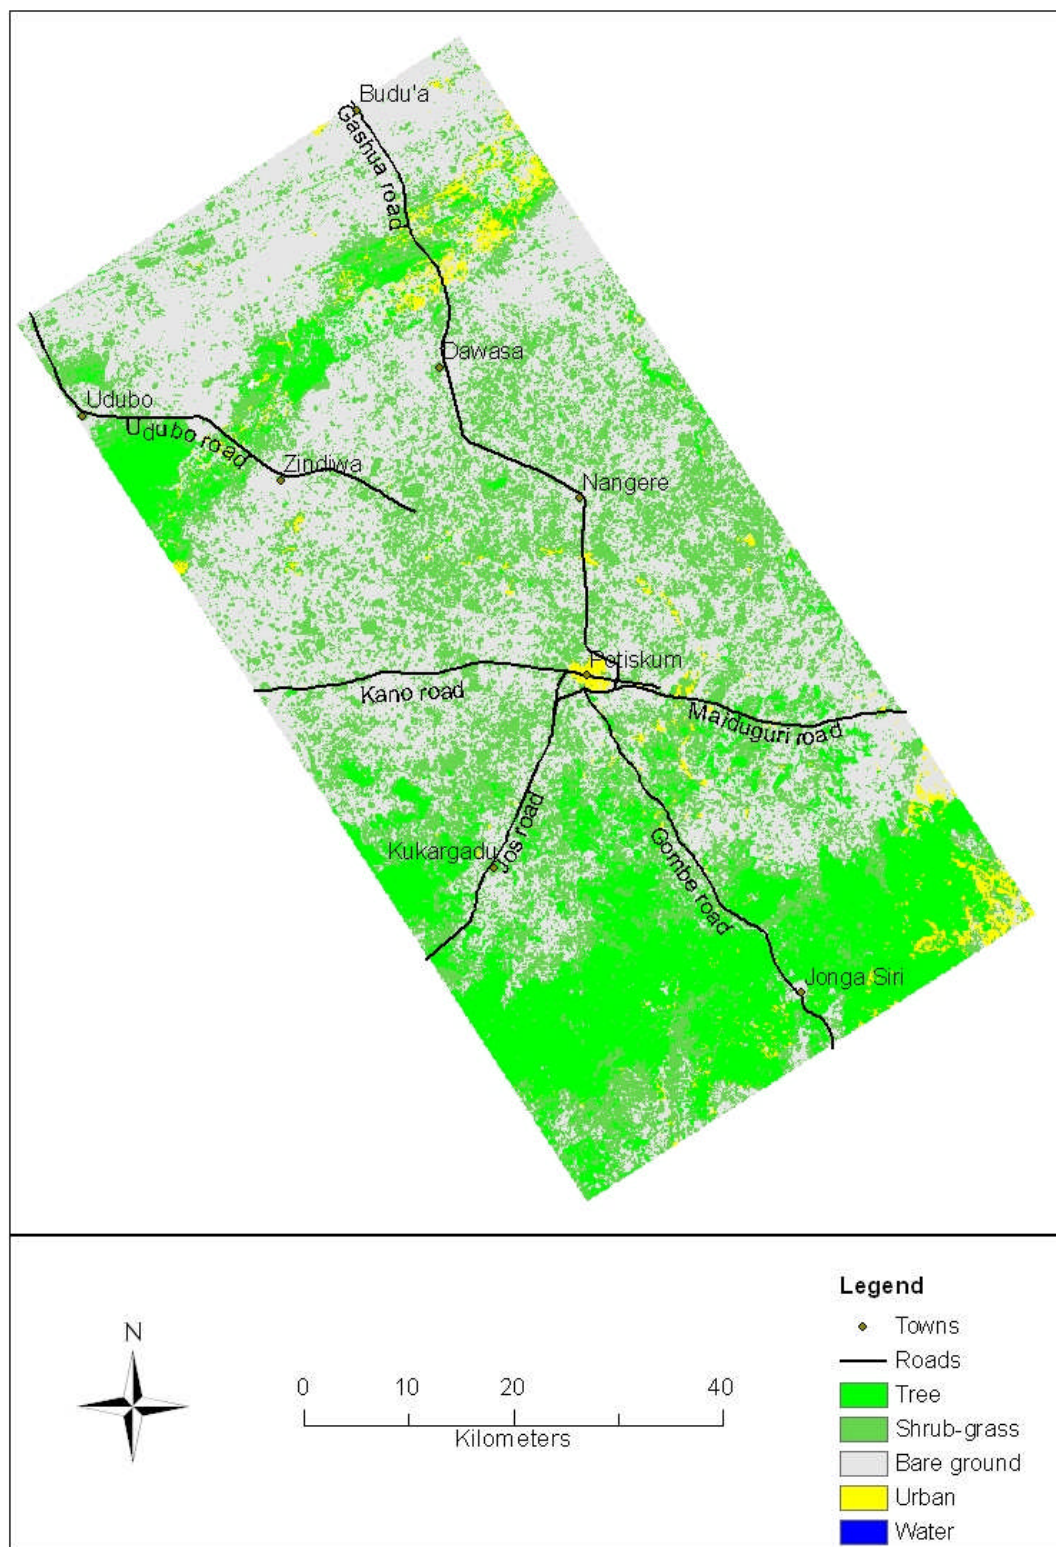 Budu'a
Gashua road
Dawasa
Udubo
Udubo road
Zindiwa
Nangere
Potiskum
Kano road
Maiduguri road
Jos road
Kukargadu
Gombe road
Jonga Siri
N
0 10 20 40
Kilometers
Legend
Towns
Roads
Tree
Shrub-grass
Bare ground
Urban
Water